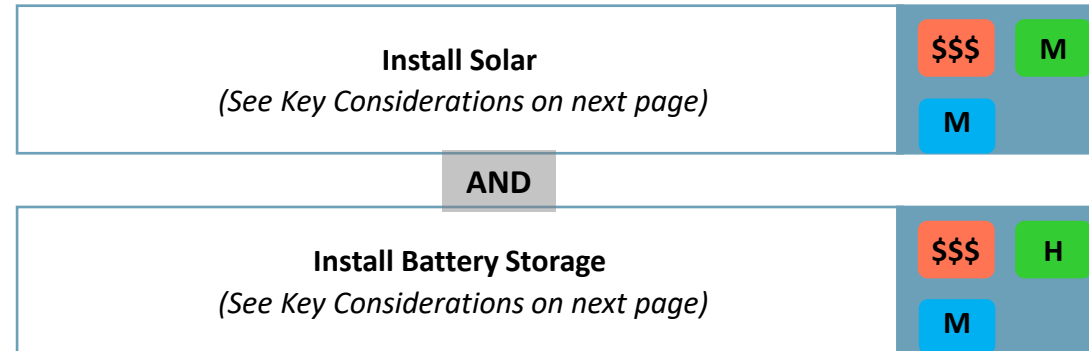 Install Solar
(See Key Considerations on next page)
$$$ M
M
AND
Install Battery Storage
(See Key Considerations on next page)
$$$ H
M